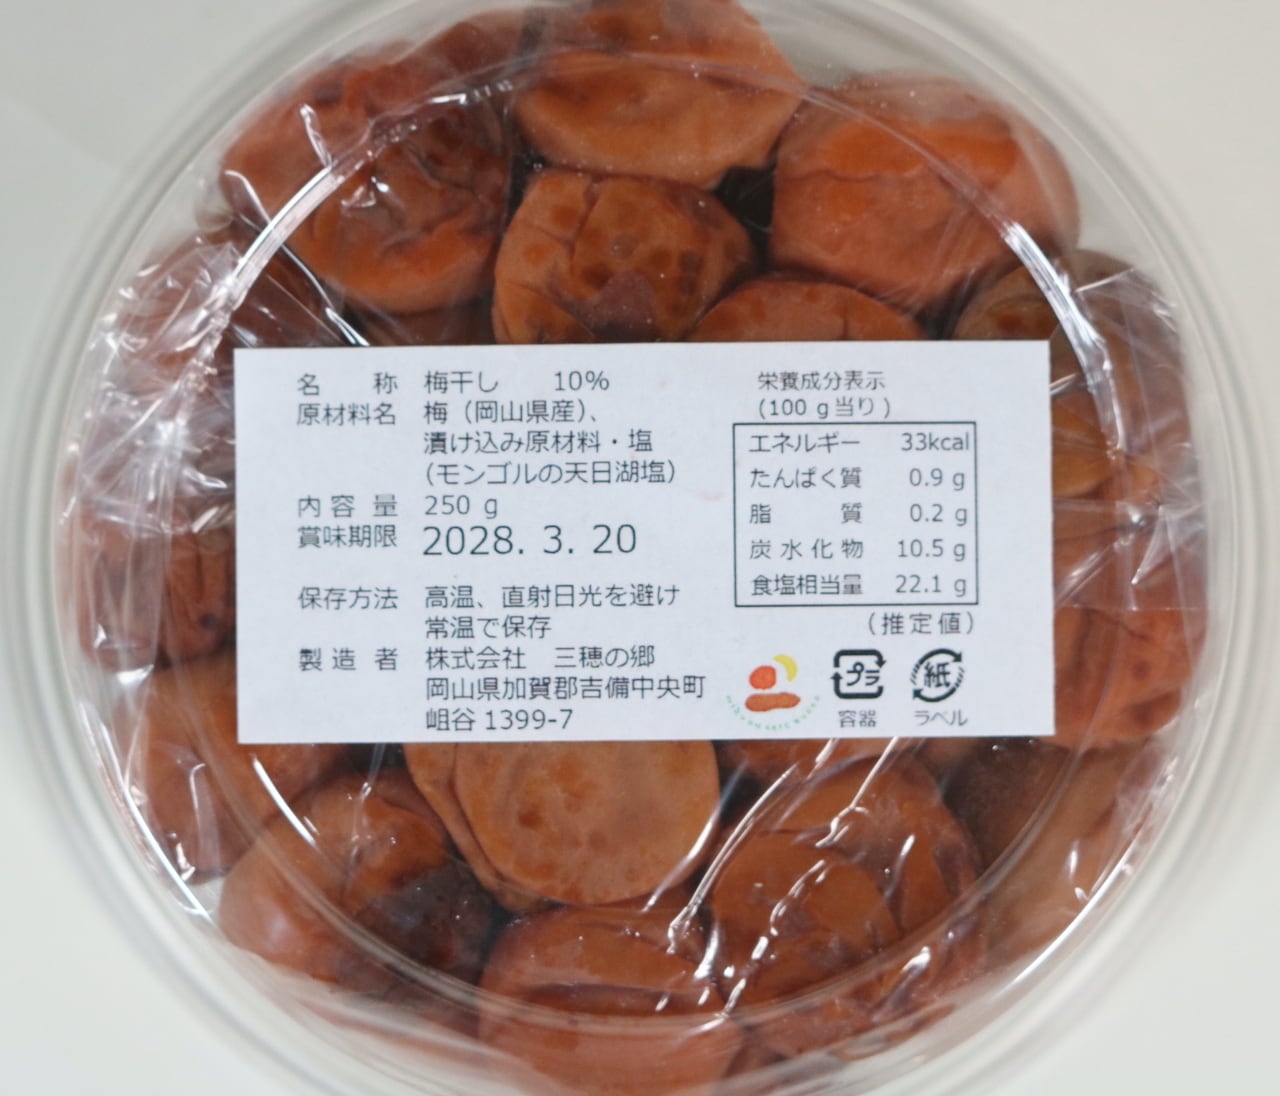 名称 梅干し 10%
原材料名 梅（岡山県産）、
漬け込み原材料・塩
(モンゴルの天日湖塩)
内容量 250 g
賞味期限 2028. 3. 20
保存方法 高温、直射日光を避け
常温で保存
製造者 株式会社 三穂の郷
岡山県加賀郡吉備中央町
岨谷 1399-7
栄養成分表示
(100 g当り)
エネルギー 33kcal
たんぱく質 0.9 g
脂質 0.2 g
炭水化物 10.5 g
食塩相当量 22.1 g
(推定値)
プラ 紙
容器 ラベル